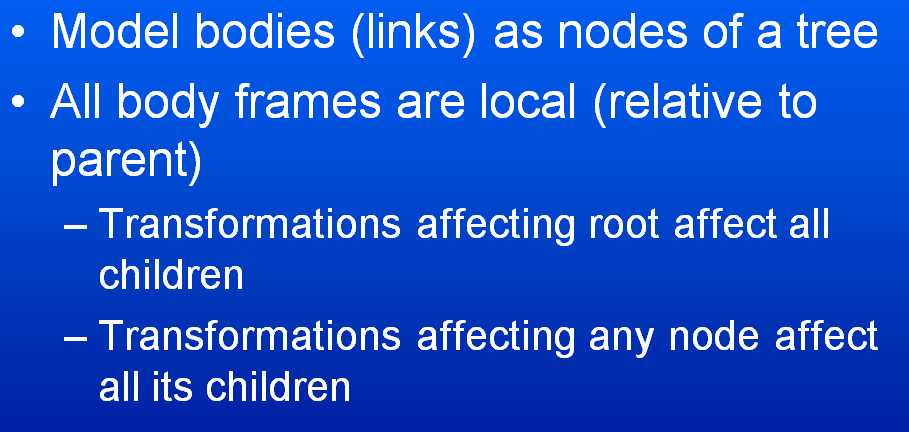 • Model bodies (links) as nodes of a tree
• All body frames are local (relative to
parent)
– Transformations affecting root affect all
children
– Transformations affecting any node affect
all its children